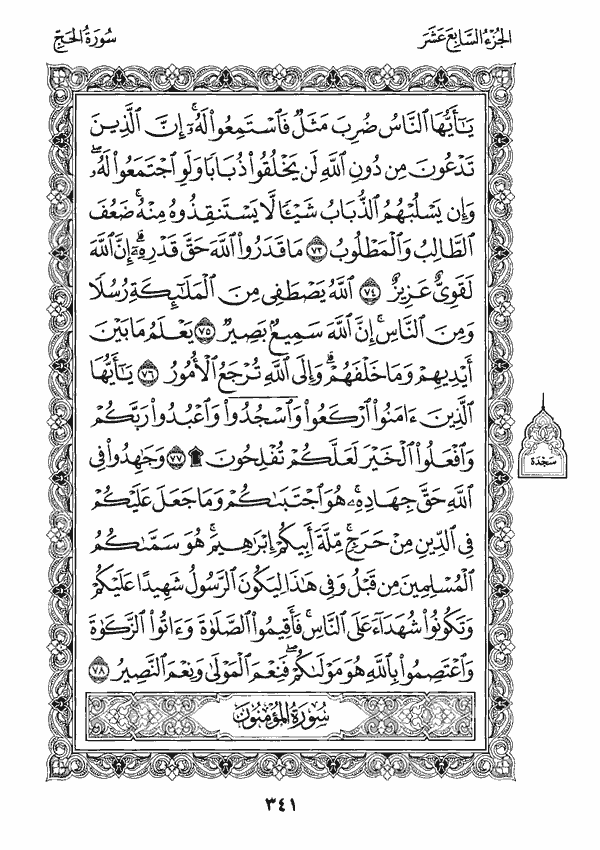 الجزء السابع عشر
سورة الحج
يَٰٓأَيُّهَا ٱلنَّاسُ ضُرِبَ مَثَلٌ فَٱسْتَمِعُوا۟ لَهُۥٓ ۚ إِنَّ ٱلَّذِينَ
تَدْعُونَ مِن دُونِ ٱللَّهِ لَن يَخْلُقُوا۟ ذُبَابًا وَلَوِ ٱجْتَمَعُوا۟ لَهُۥ ۖ
وَإِن يَسْلُبْهُمُ ٱلذُّبَابُ شَيْـًٔا لَّا يَسْتَنقِذُوهُ مِنْهُ ۚ ضَعُفَ
ٱلطَّالِبُ وَٱلْمَطْلُوبُ ٧٣ مَا قَدَرُوا۟ ٱللَّهَ حَقَّ قَدْرِهِۦٓ ۗ إِنَّ ٱللَّهَ
لَقَوِىٌّ عَزِيزٌ ٧٤ ٱللَّهُ يَصْطَفِى مِنَ ٱلْمَلَٰٓئِكَةِ رُسُلًا
وَمِنَ ٱلنَّاسِ ۚ إِنَّ ٱللَّهَ سَمِيعٌۢ بَصِيرٌ ٧٥ يَعْلَمُ مَا بَيْنَ
أَيْدِيهِمْ وَمَا خَلْفَهُمْ ۗ وَإِلَى ٱللَّهِ تُرْجَعُ ٱلْأُمُورُ ٧٦ يَٰٓأَيُّهَا
ٱلَّذِينَ ءَامَنُوا۟ ٱرْكَعُوا۟ وَٱسْجُدُوا۟ وَٱعْبُدُوا۟ رَبَّكُمْ
وَٱفْعَلُوا۟ ٱلْخَيْرَ لَعَلَّكُمْ تُفْلِحُونَ ۩ ٧٧ وَجَٰهِدُوا۟ فِى
سجدة
ٱللَّهِ حَقَّ جِهَادِهِۦ ۚ هُوَ ٱجْتَبَىٰكُمْ وَمَا جَعَلَ عَلَيْكُمْ
فِى ٱلدِّينِ مِنْ حَرَجٍ ۚ مِّلَّةَ أَبِيكُمْ إِبْرَٰهِيمَ ۚ هُوَ سَمَّىٰكُمُ
ٱلْمُسْلِمِينَ مِن قَبْلُ وَفِى هَٰذَا لِيَكُونَ ٱلرَّسُولُ شَهِيدًا عَلَيْكُمْ
وَتَكُونُوا۟ شُهَدَآءَ عَلَى ٱلنَّاسِ ۚ فَأَقِيمُوا۟ ٱلصَّلَوٰةَ وَءَاتُوا۟ ٱلزَّكَوٰةَ
وَٱعْتَصِمُوا۟ بِٱللَّهِ هُوَ مَوْلَىٰكُمْ ۖ فَنِعْمَ ٱلْمَوْلَىٰ وَنِعْمَ ٱلنَّصِيرُ ٧٨
سورة المؤمنون
٣٤١